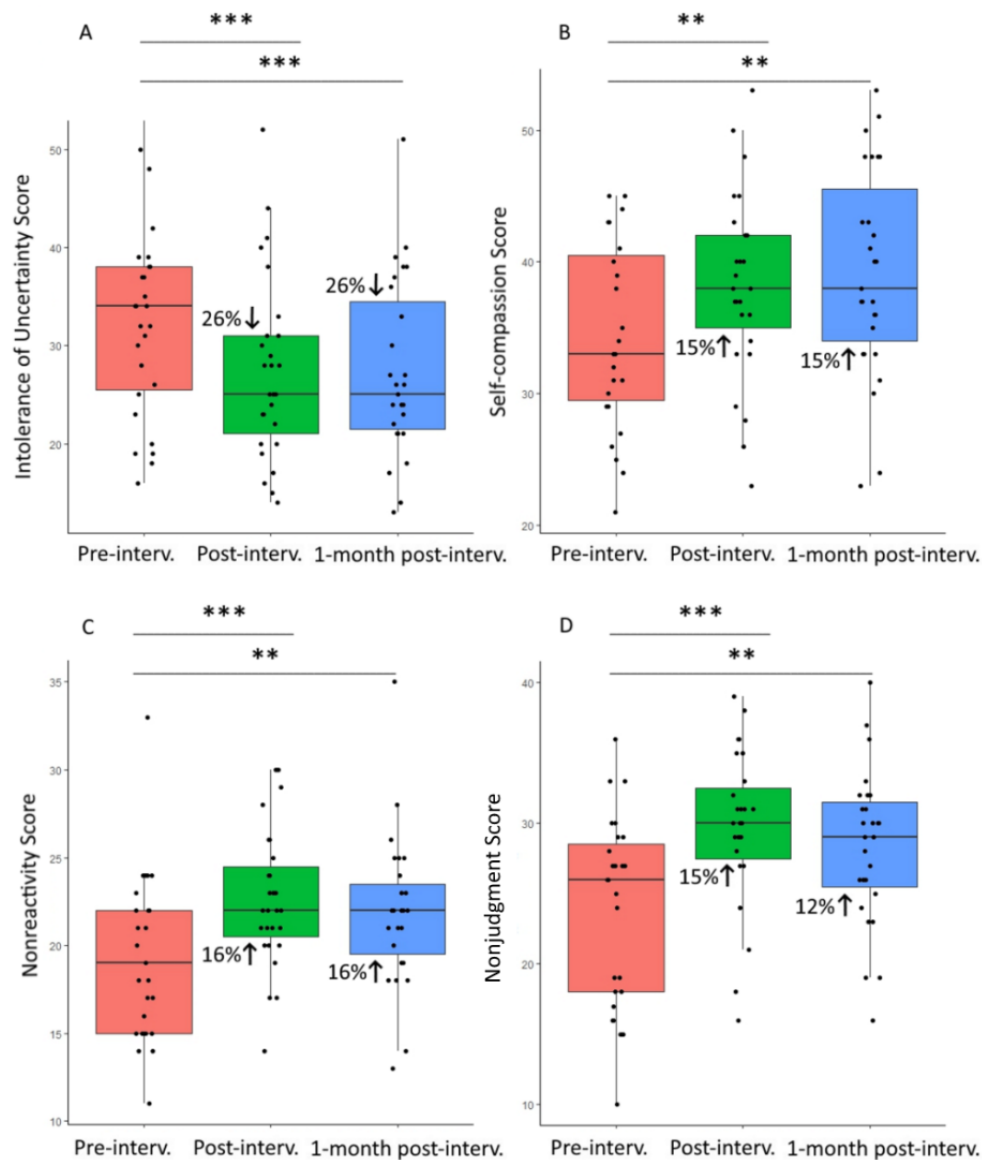 A
***
***
Intolerance of Uncertainty Score
50
40
30
20
26%↓
26%↓
Pre-interv. Post-interv. 1-month post-interv.
B
**
**
Self-compassion Score
50
40
30
20
15%↑
15%↑
Pre-interv. Post-interv. 1-month post-interv.
C
***
**
Nonreactivity Score
35
30
25
20
15
10
16%↑
16%↑
Pre-interv. Post-interv. 1-month post-interv.
D
***
**
Nonjudgment Score
40
30
20
10
15%↑
12%↑
Pre-interv. Post-interv. 1-month post-interv.